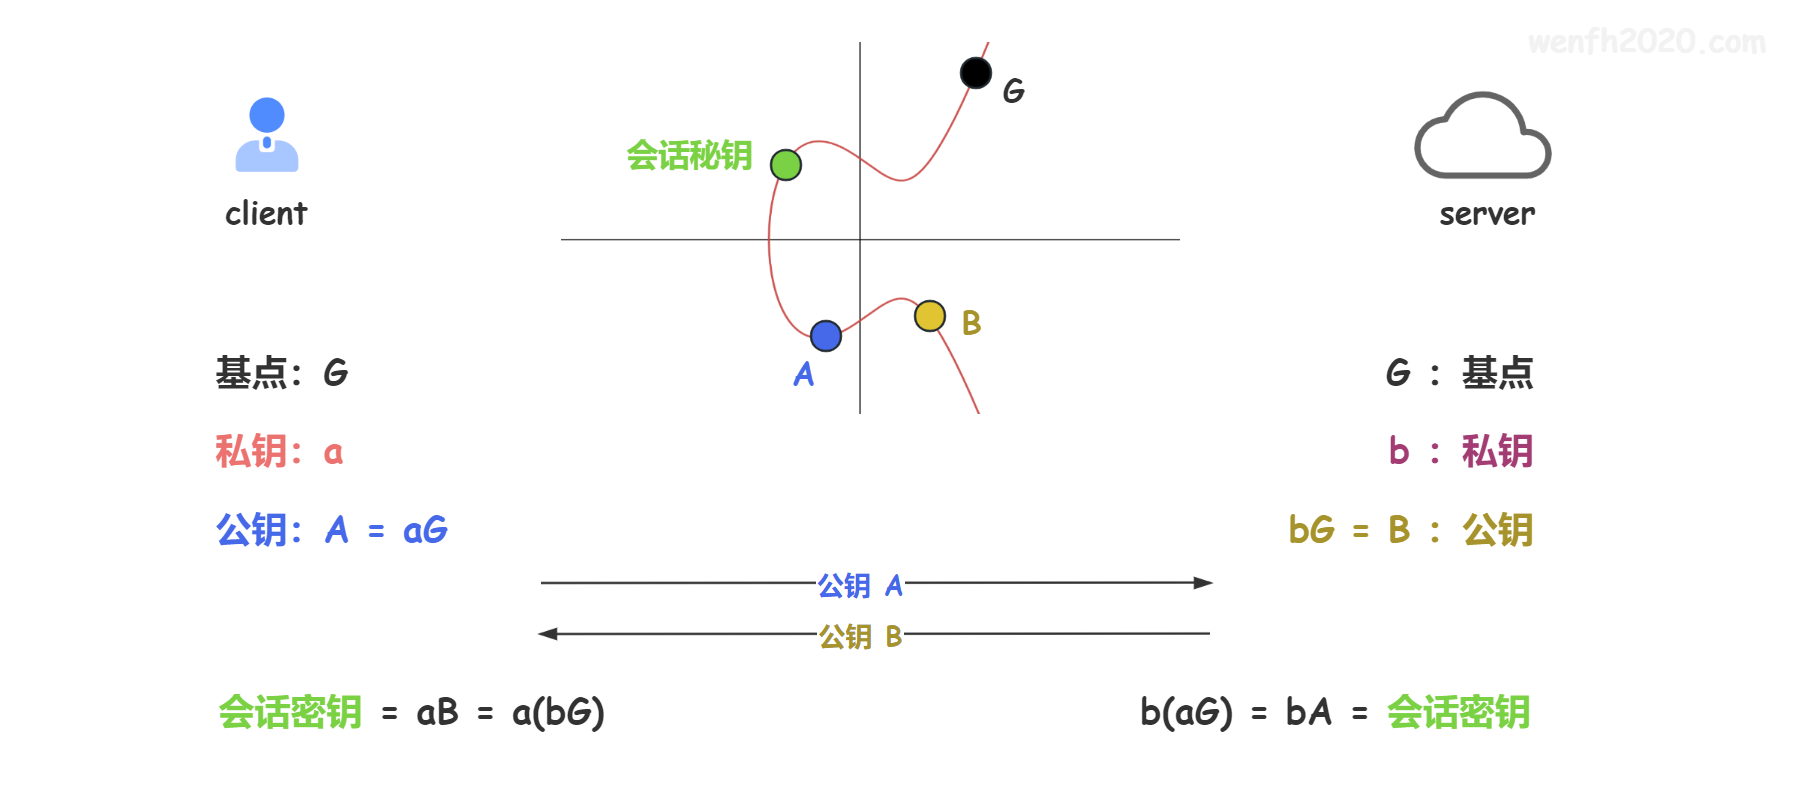 wenfh2020.com
G
会话秘钥
client
server
B
A
基点：G
G : 基点
私钥：a
b : 私钥
公钥：A = aG
bG = B : 公钥
公钥 A
公钥 B
会话密钥 = aB = a(bG)
b(aG) = bA = 会话密钥